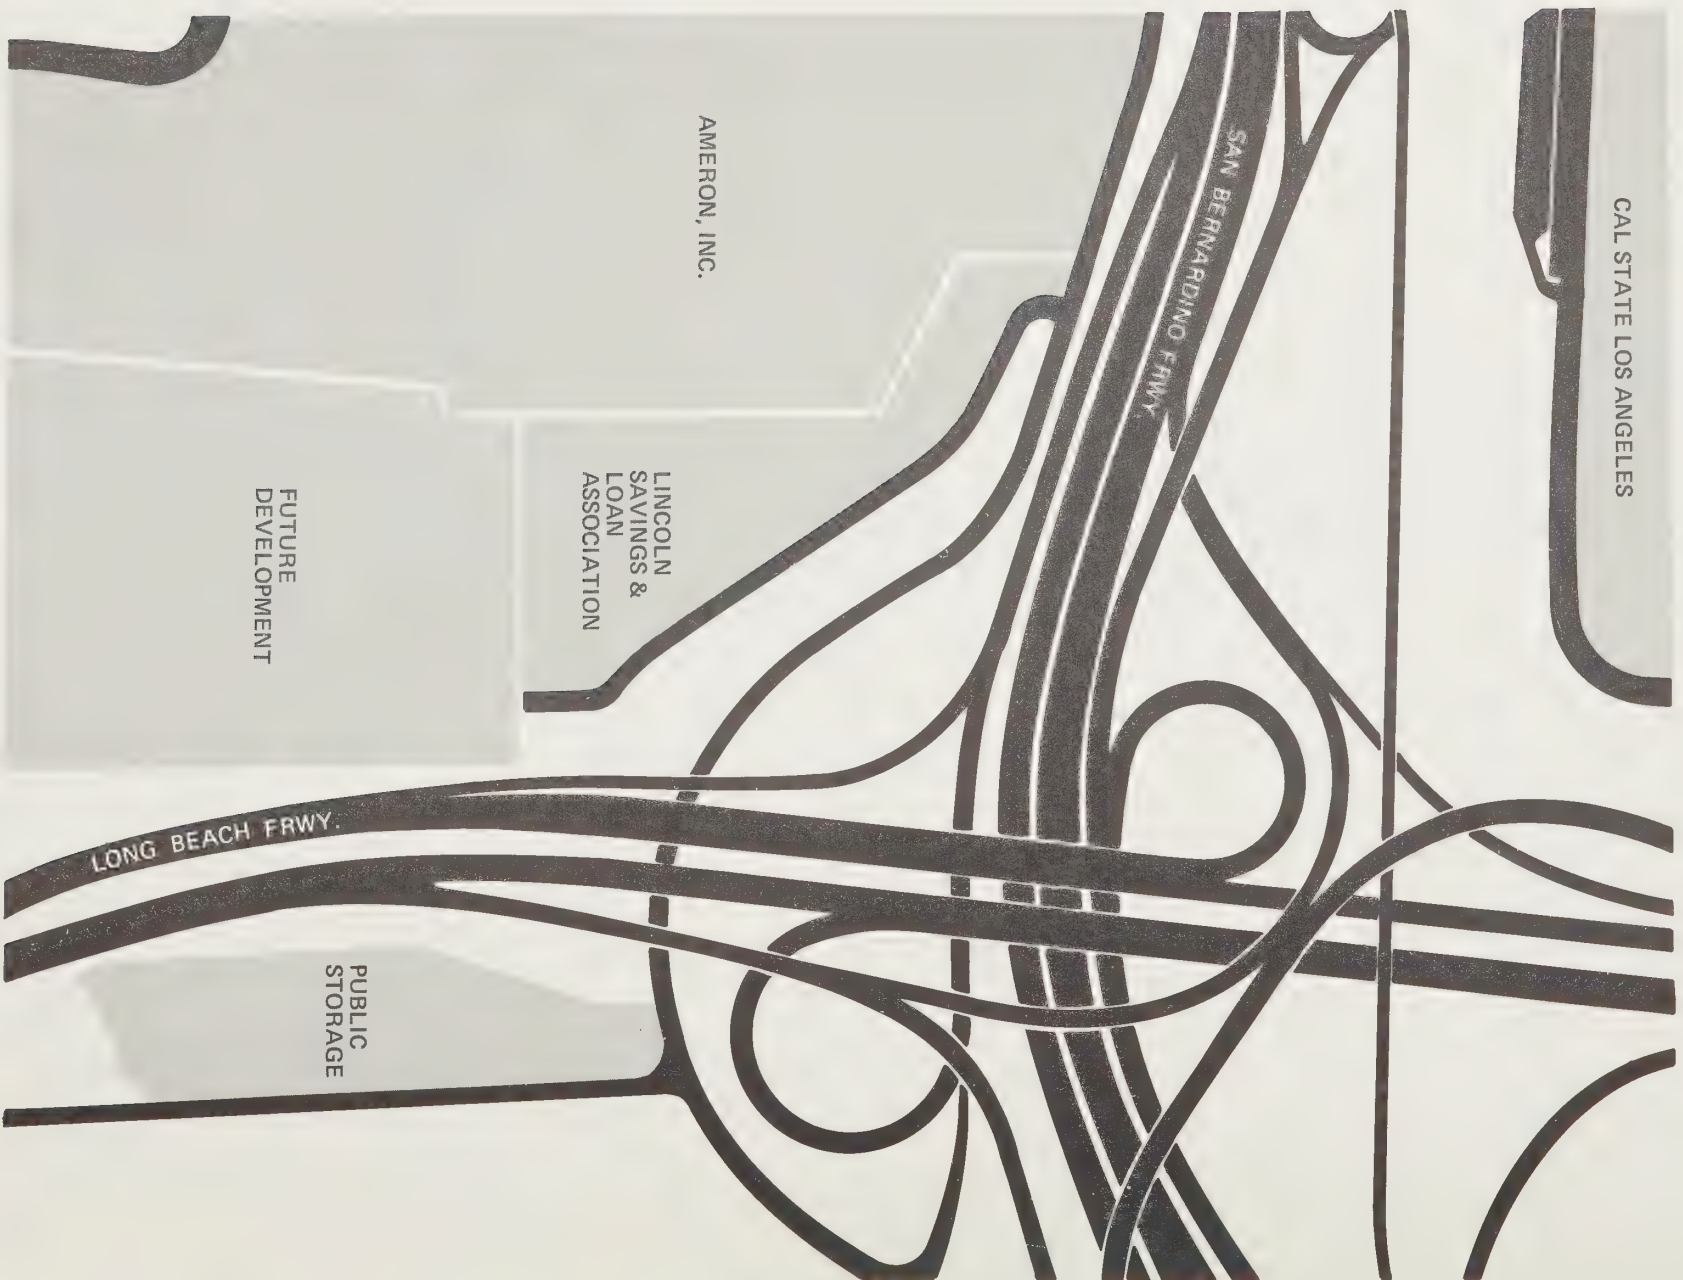 CAL STATE LOS ANGELES
SAN BERNARDINO FRWY.
AMERON, INC.
LINCOLN
SAVINGS &
LOAN
ASSOCIATION
FUTURE
DEVELOPMENT
LONG BEACH FRWY.
PUBLIC
STORAGE